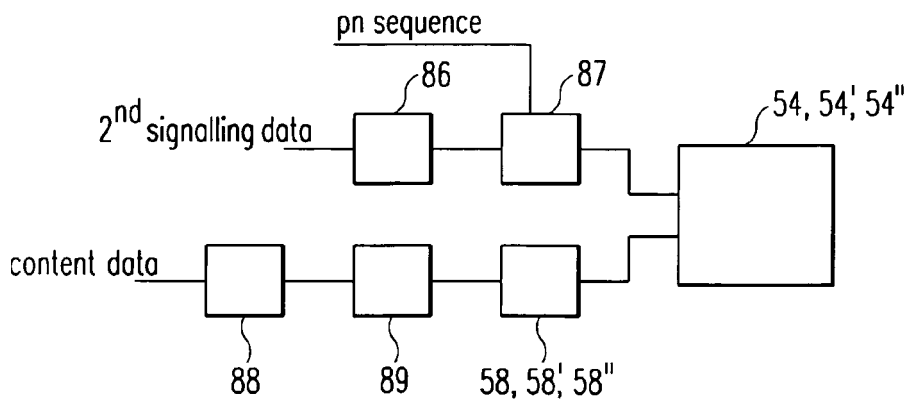 pn sequence
86
87
54, 54', 54"
2nd signalling data
content data
88
89
58, 58', 58"